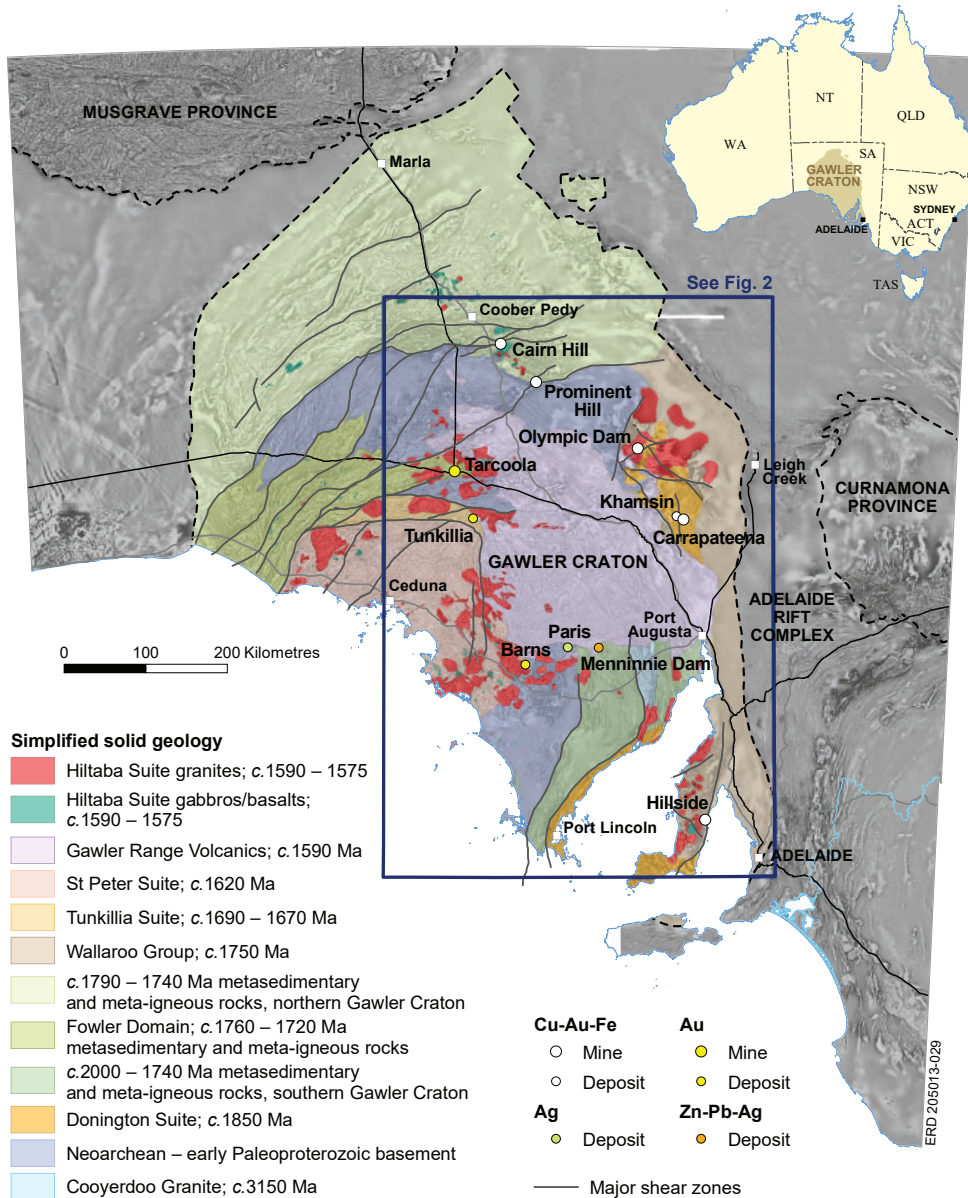 MUSGRAVE PROVINCE
Marla
WA
NT
QLD
SA
GAWLER
CRATON
NSW
SYDNEY
ACT
ADELAIDE
VIC
TAS
See Fig. 2
Coober Pedy
Cairn Hill
Prominent
Hill
Olympic Dam
Tarcoola
Leigh
Creek
Khamsin
CURNAMONA
PROVINCE
Carrapateena
Tunkillia
GAWLER CRATON
Ceduna
ADELAIDE
RIFT
COMPLEX
Port
Augusta
Paris
Barns
Menninnie Dam
0 100 200 Kilometres
Hillside
Port Lincoln
ADELAIDE
Simplified solid geology
Hiltaba Suite granites; c.1590 – 1575
Hiltaba Suite gabbros/basalts;
c.1590 – 1575
Gawler Range Volcanics; c.1590 Ma
St Peter Suite; c.1620 Ma
Tunkillia Suite; c.1690 – 1670 Ma
Wallaroo Group; c.1750 Ma
c.1790 – 1740 Ma metasedimentary
and meta-igneous rocks, northern Gawler Craton
Fowler Domain; c.1760 – 1720 Ma
metasedimentary and meta-igneous rocks
c.2000 – 1740 Ma metasedimentary
and meta-igneous rocks, southern Gawler Craton
Donington Suite; c.1850 Ma
Neoarchean – early Paleoproterozoic basement
Cooyerdoo Granite; c.3150 Ma
Cu-Au-Fe
Mine
Deposit
Au
Mine
Deposit
Ag
Deposit
Zn-Pb-Ag
Deposit
Major shear zones
ERD 205013-029